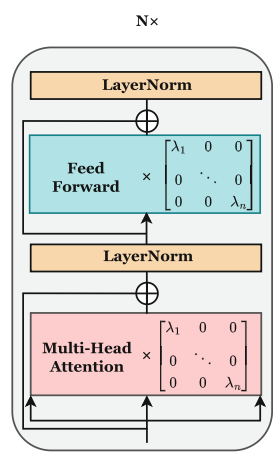 N×
LayerNorm
Feed
Forward
×
λ₁ 0 0
0 ⋱ 0
0 0 λₙ
LayerNorm
Multi-Head
Attention
×
λ₁ 0 0
0 ⋱ 0
0 0 λₙ